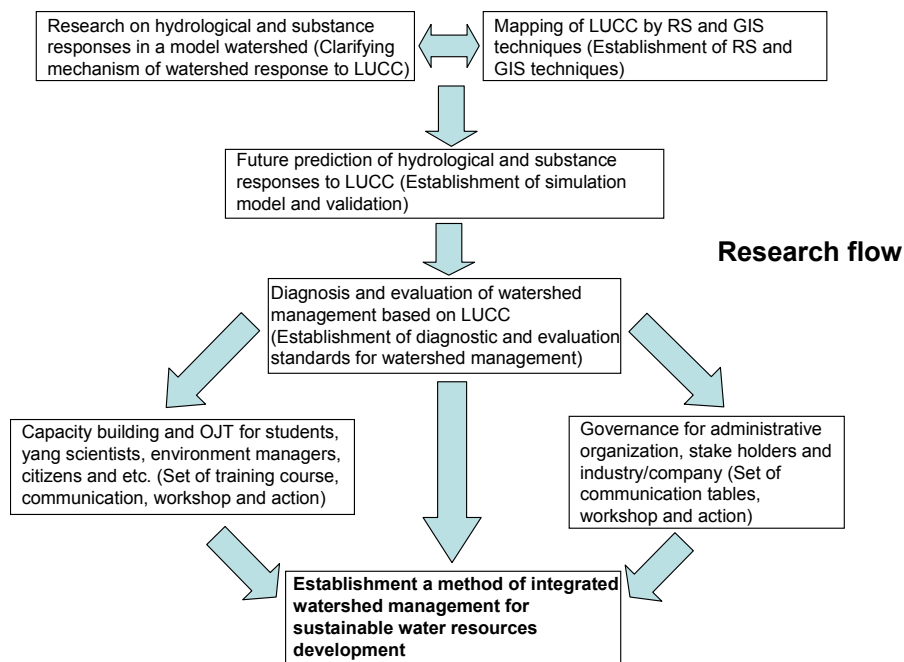 Research on hydrological and substance
responses in a model watershed (Clarifying
mechanism of watershed response to LUCC)
Mapping of LUCC by RS and GIS
techniques (Establishment of RS and
GIS techniques)
Future prediction of hydrological and substance
responses to LUCC (Establishment of simulation
model and validation)
Research flow
Diagnosis and evaluation of watershed
management based on LUCC
(Establishment of diagnostic and evaluation
standards for watershed management)
Capacity building and OJT for students,
yang scientists, environment managers,
citizens and etc. (Set of training course,
communication, workshop and action)
Governance for administrative
organization, stake holders and
industry/company (Set of
communication tables,
workshop and action)
Establishment a method of integrated
watershed management for
sustainable water resources
development